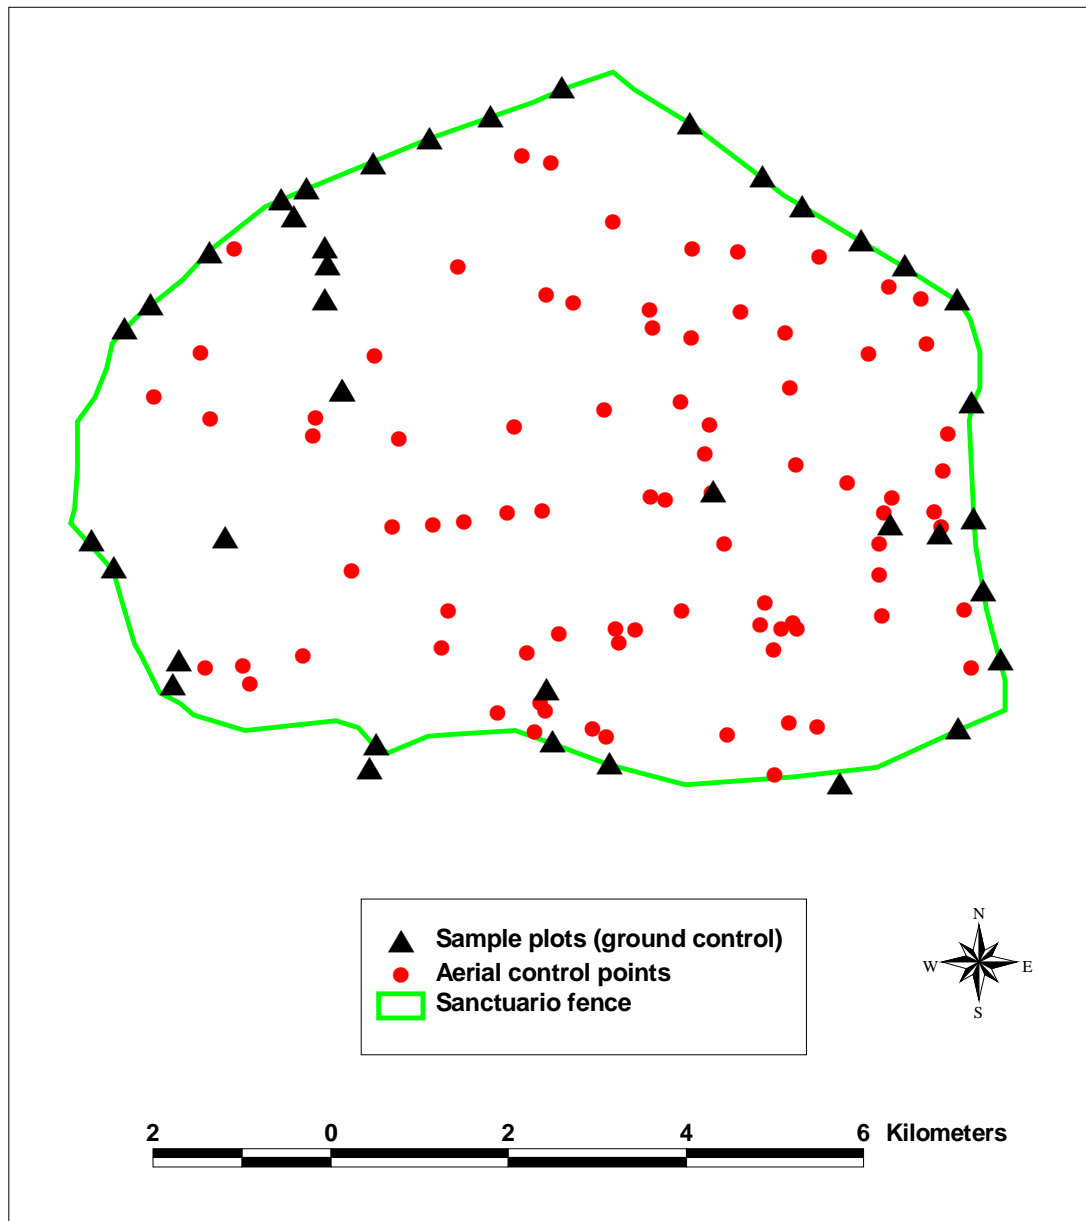 Sample plots (ground control)
Aerial control points
Sanctuario fence
N
W E
S
2 0 2 4 6 Kilometers